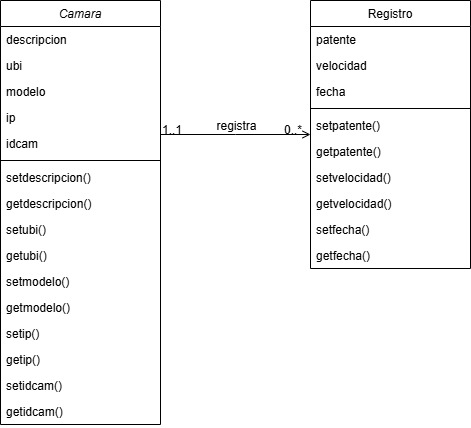 Camara
descripcion
ubi
modelo
ip
idcam
setdescripcion()
getdescripcion()
setubi()
getubi()
setmodelo()
getmodelo()
setip()
getip()
setidcam()
getidcam()
1..1
registra
0..*
Registro
patente
velocidad
fecha
setpatente()
getpatente()
setvelocidad()
getvelocidad()
setfecha()
getfecha()